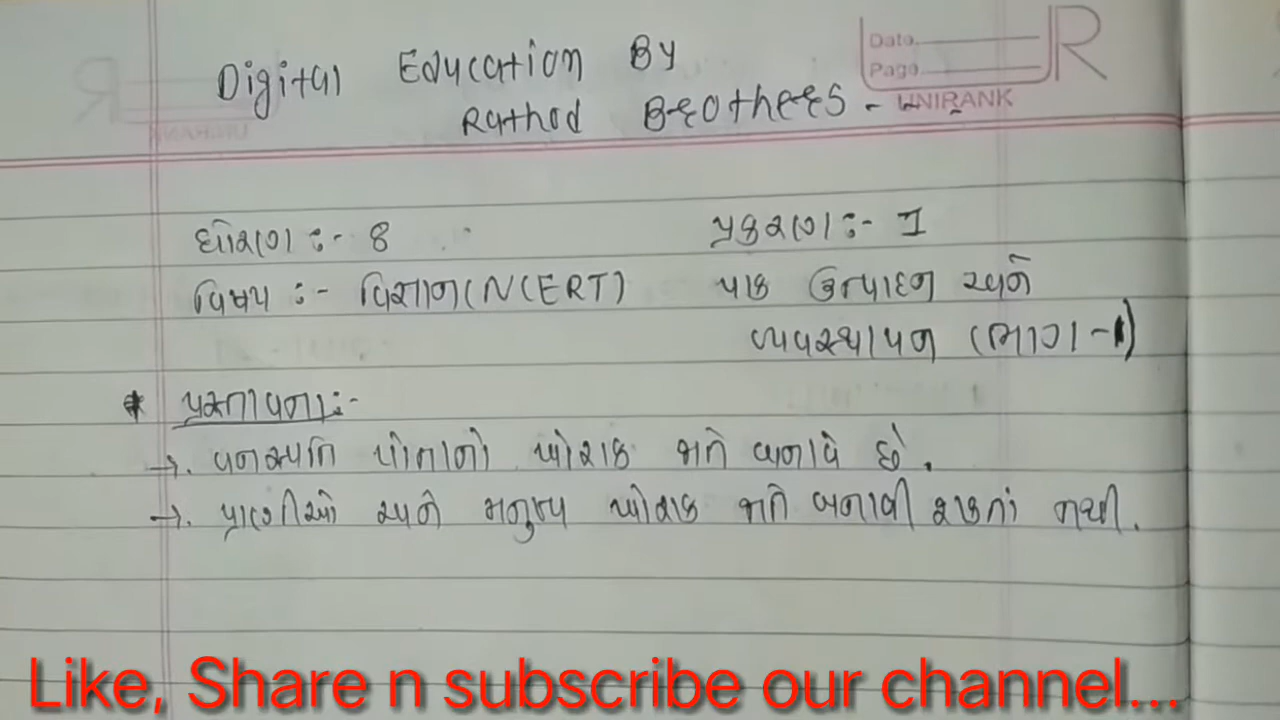 Digital Education By
Rathod Brothers -
Date.
Page.
R
UNIRANK
ધોરણ :- 8
પ્રકરણ :- I
વિષય :- વિજ્ઞાન (NCERT)
પાક ઉત્પાદન અને
વ્યવસ્થાપન (ભાગ-1)
* પ્રસ્તાવના:-
→. વનસ્પતિ પોતાનો ખોરાક જાતે બનાવે છે.
→. પ્રાણીઓ અને મનુષ્ય ખોરાક જાતે બનાવી શકતાં નથી.
Like, Share n subscribe our channel...